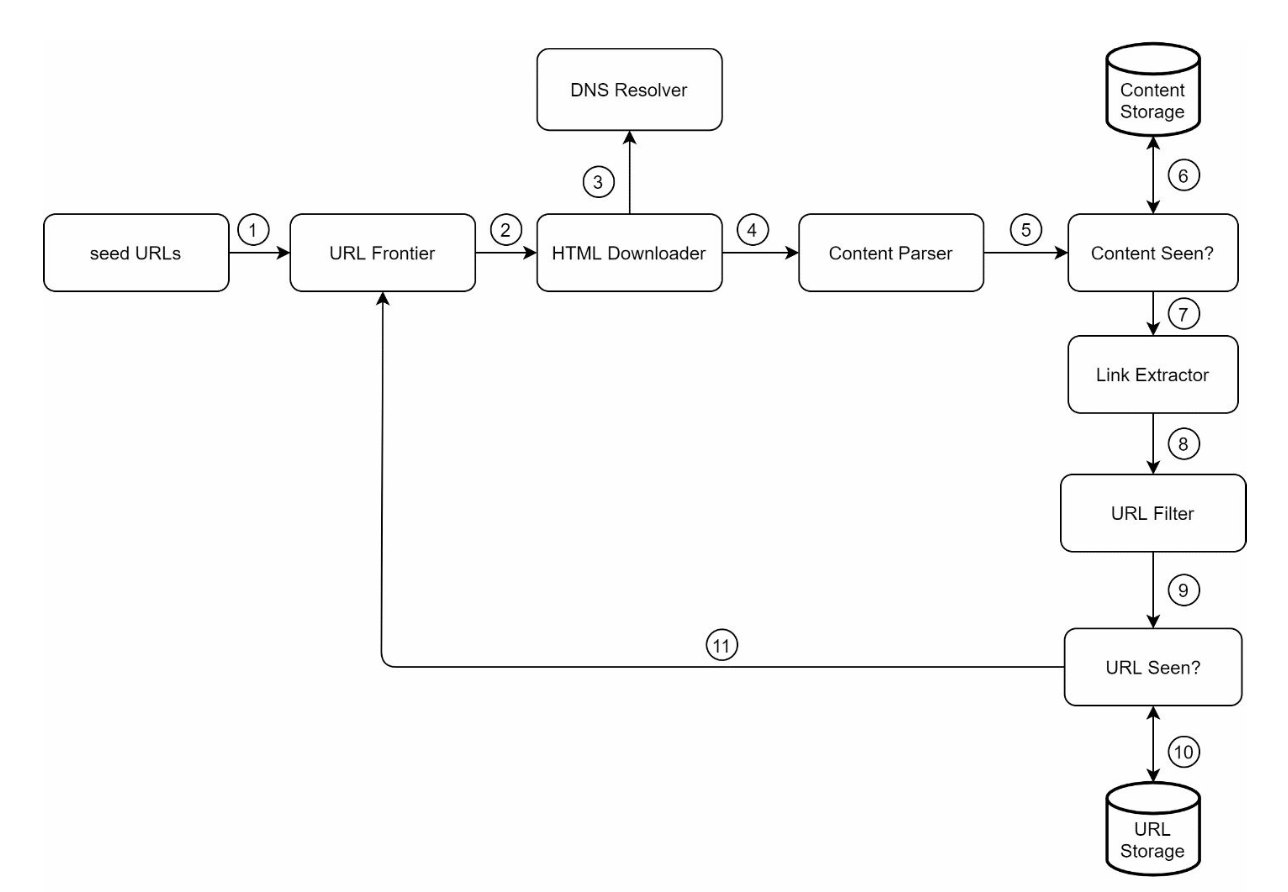 DNS Resolver
Content
Storage
3
6
seed URLs
1
URL Frontier
2
HTML Downloader
4
Content Parser
5
Content Seen?
7
Link Extractor
8
URL Filter
9
11
URL Seen?
10
URL
Storage